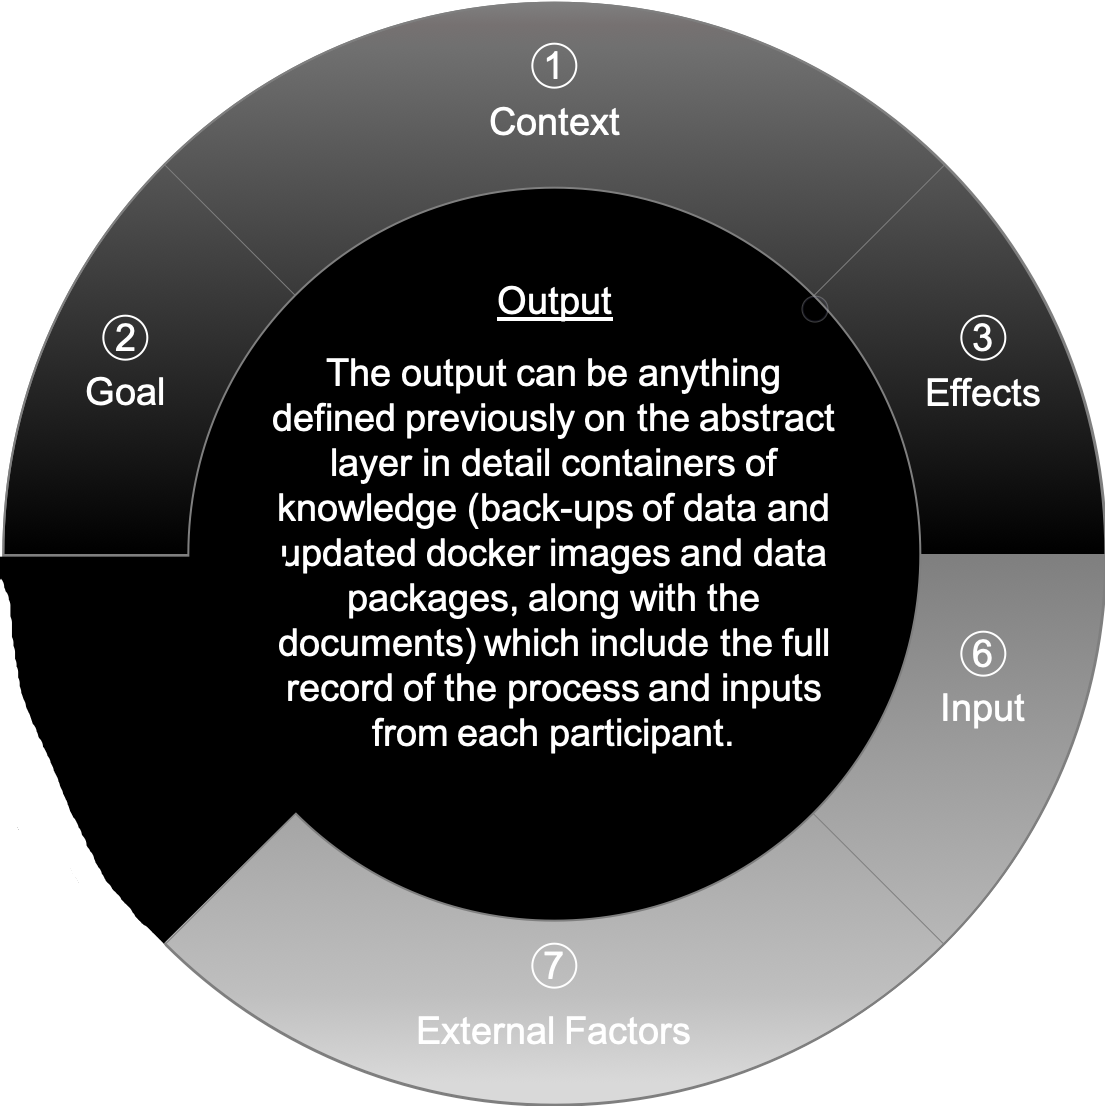 ①
Context
②
Goal
③
Effects
Output
The output can be anything
defined previously on the abstract
layer in detail containers of
knowledge (back-ups of data and
updated docker images and data
packages, along with the
documents) which include the full
record of the process and inputs
from each participant.
⑥
Input
⑦
External Factors